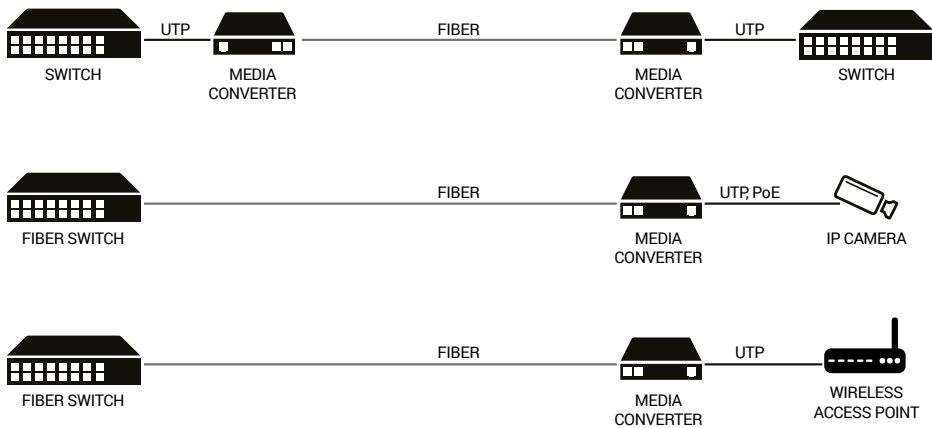 UTP
FIBER
UTP
SWITCH
MEDIA
CONVERTER
MEDIA
CONVERTER
SWITCH
FIBER
UTP, PoE
FIBER SWITCH
MEDIA
CONVERTER
IP CAMERA
FIBER
UTP
FIBER SWITCH
MEDIA
CONVERTER
WIRELESS
ACCESS POINT